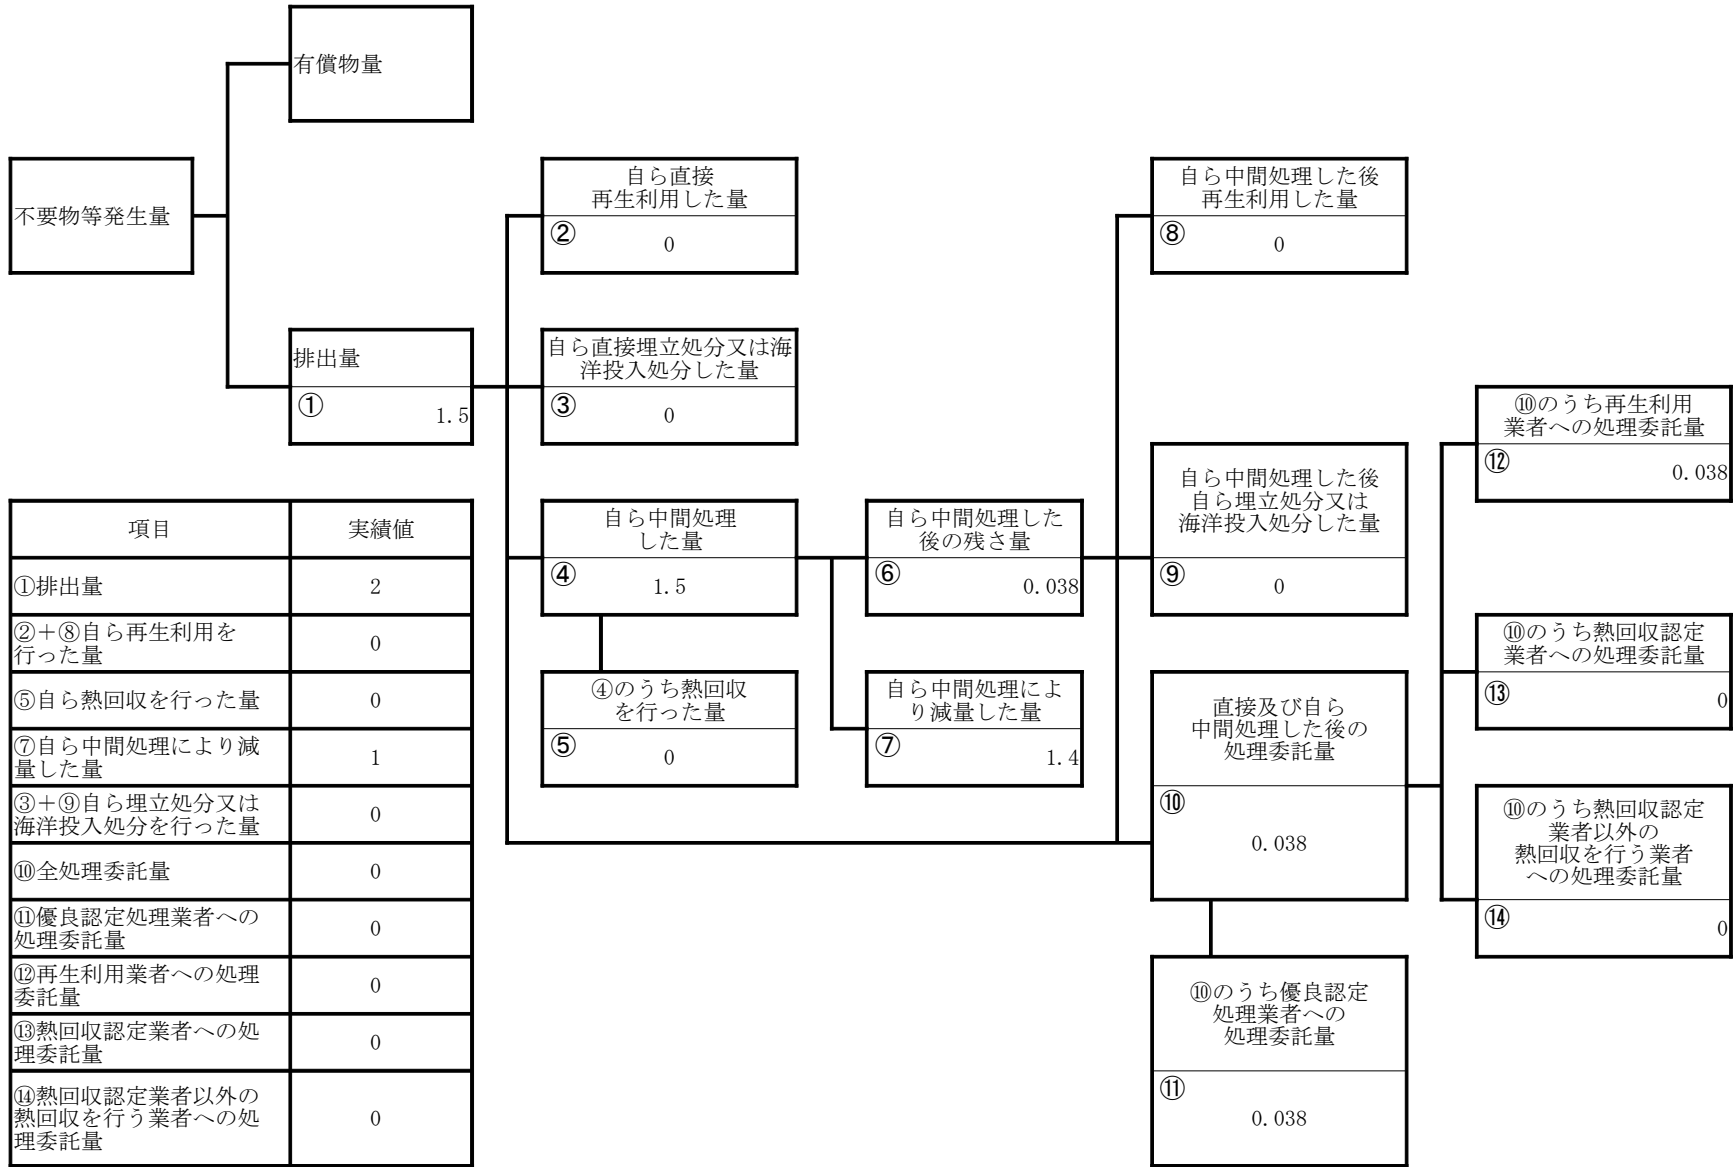 有償物量
不要物等発生量
自ら直接
再生利用した量
②
0
自ら中間処理した後
再生利用した量
⑧
0
排出量
①
1.5
自ら直接埋立処分又は海
洋投入処分した量
③
0
⑩のうち再生利用
業者への処理委託量
⑫
0.038
自ら中間処理
した量
④
1.5
自ら中間処理した
後の残さ量
⑥
0.038
自ら中間処理した後
自ら埋立処分又は
海洋投入処分した量
⑨
0
⑩のうち熱回収認定
業者への処理委託量
⑬
0
④のうち熱回収
を行った量
⑤
0
自ら中間処理によ
り減量した量
⑦
1.4
直接及び自ら
中間処理した後の
処理委託量
⑩
0.038
⑩のうち熱回収認定
業者以外の
熱回収を行う業者
への処理委託量
⑭
0
⑩のうち優良認定
処理業者への
処理委託量
⑪
0.038
項目 実績値
①排出量 2
②+⑧自ら再生利用を
行った量 0
⑤自ら熱回収を行った量 0
⑦自ら中間処理により減
量した量 1
③+⑨自ら埋立処分又は
海洋投入処分を行った量 0
⑩全処理委託量 0
⑪優良認定処理業者への
処理委託量 0
⑫再生利用業者への処理
委託量 0
⑬熱回収認定業者への処
理委託量 0
⑭熱回収認定業者以外の
熱回収を行う業者への処
理委託量 0